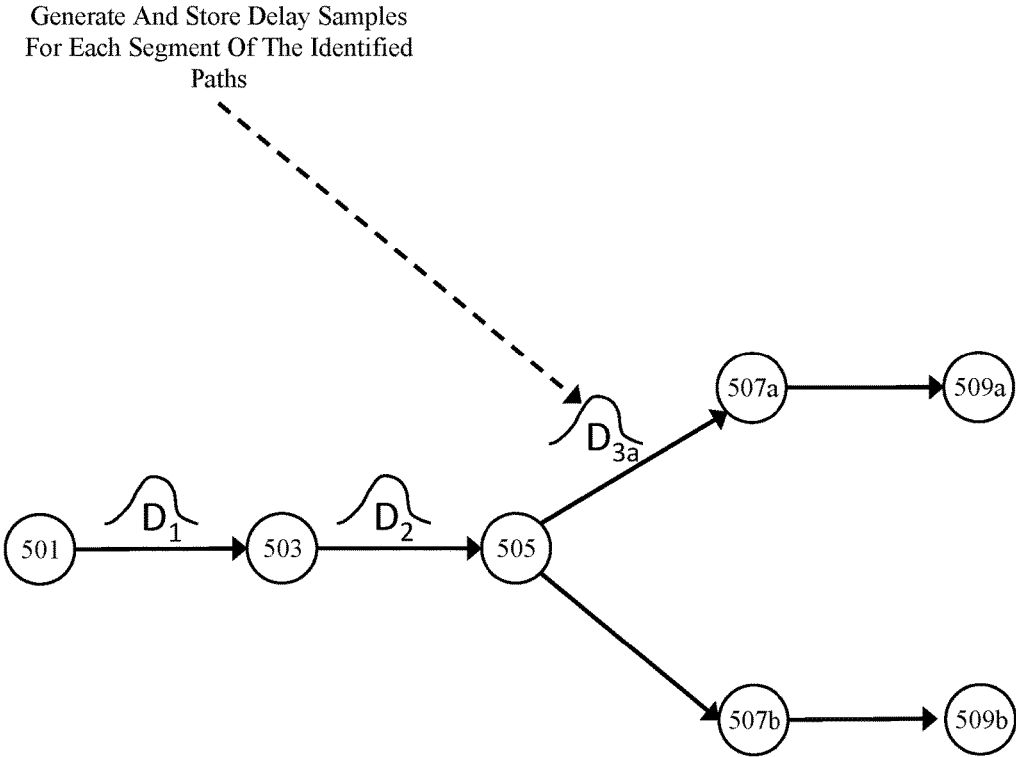 Generate And Store Delay Samples
For Each Segment Of The Identified
Paths
507a
509a
D3a
D1
D2
501
503
505
507b
509b